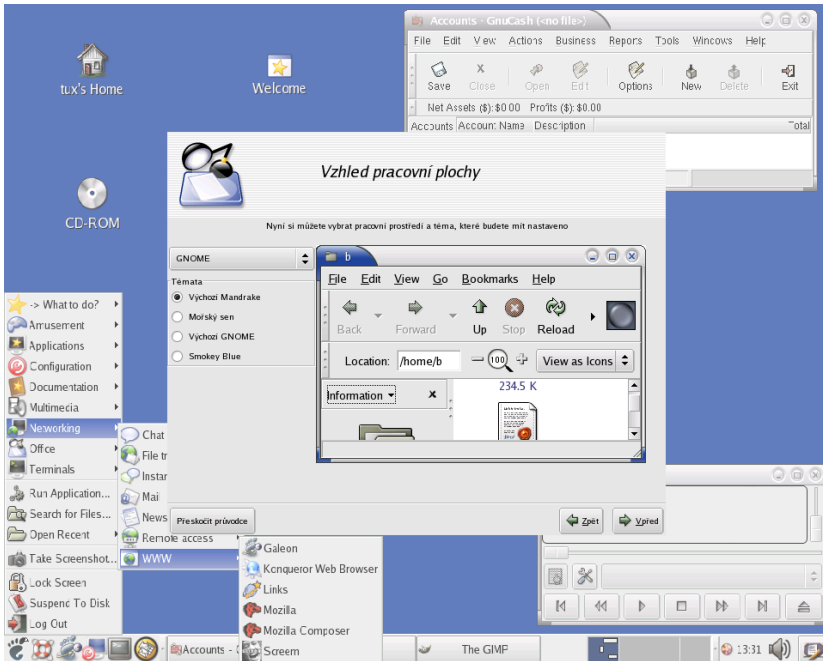 Accounts - GnuCash (<no file>)
File Edit View Actions Business Reports Tools Windows Help
Save Close Open Edit Options New Delete Exit
Net Assets ($): $0.00 Profits ($): $0.00
Accounts Account Name Description Total
tux's Home
Welcome
CD-ROM
Vzhled pracovní plochy
Nyní si můžete vybrat pracovní prostředí a téma, které budete mít nastaveno
GNOME
Témata
Výchozí Mandrake
Mořský sen
Výchozí GNOME
Smokey Blue
b
File Edit View Go Bookmarks Help
Back Forward Up Stop Reload
Location: /home/b 100 View as Icons
Information x
234.5 K
Přeskočit průvodce
Zpět Vpřed
-> What to do?
Amusement
Applications
Configuration
Documentation
Multimedia
Networking
Office
Terminals
Run Application...
Search for Files...
Open Recent
Take Screenshot...
Lock Screen
Suspend To Disk
Log Out
Chat
File tr
Instar
Mail
News
Remote access
WWW
Galeon
Konqueror Web Browser
Links
Mozilla
Mozilla Composer
Screem
Accounts -
The GIMP
13:31